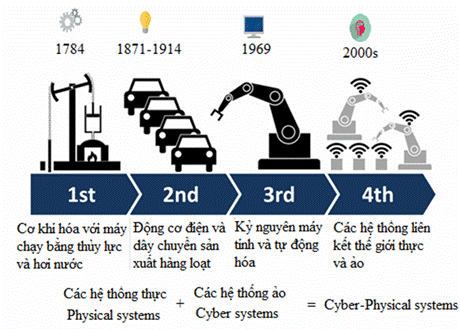 1784
1871-1914
1969
2000s
1st
2nd
3rd
4th
Cơ khí hóa với máy
chạy bằng thủy lực
và hơi nước
Động cơ điện và
dây chuyền sản
xuất hàng loạt
Kỷ nguyên máy
tính và tự động
hóa
Các hệ thống liên
kết thế giới thực
và ảo
Các hệ thống thực
Physical systems
+
Các hệ thống ảo
Cyber systems
= Cyber-Physical systems